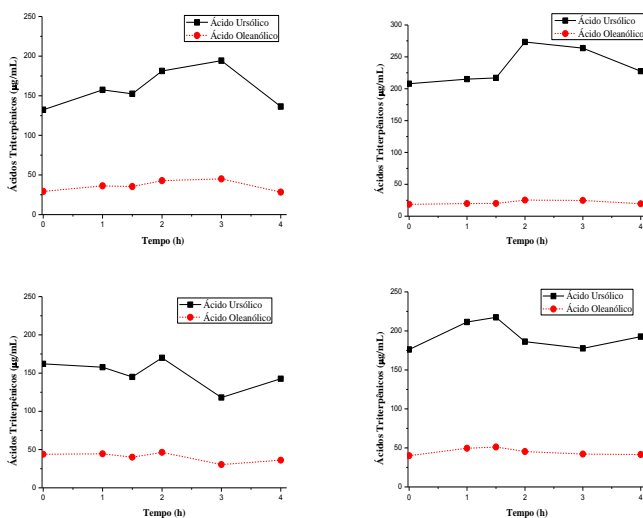 Ácido Ursólico
Ácido Oleanólico
Ácidos Triterpênicos (µg/mL)
250
200
150
100
50
0
0 1 2 3 4
Tempo (h)
Ácido Ursólico
Ácido Oleanólico
Ácidos Triterpênicos (µg/mL)
300
250
200
150
100
50
0
0 1 2 3 4
Tempo (h)
Ácido Ursólico
Ácido Oleanólico
Ácidos Triterpênicos (µg/mL)
250
200
150
100
50
0
0 1 2 3 4
Tempo (h)
Ácido Ursólico
Ácido Oleanólico
Ácidos Triterpênicos (µg/mL)
250
200
150
100
50
0
0 1 2 3 4
Tempo (h)